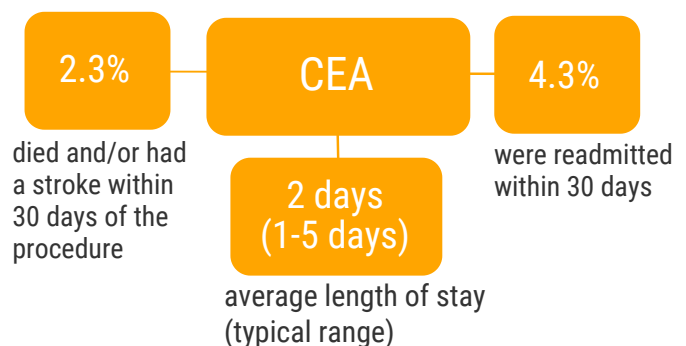 CEA
2.3%
died and/or had
a stroke within
30 days of the
procedure
4.3%
were readmitted
within 30 days
2 days
(1-5 days)
average length of stay
(typical range)